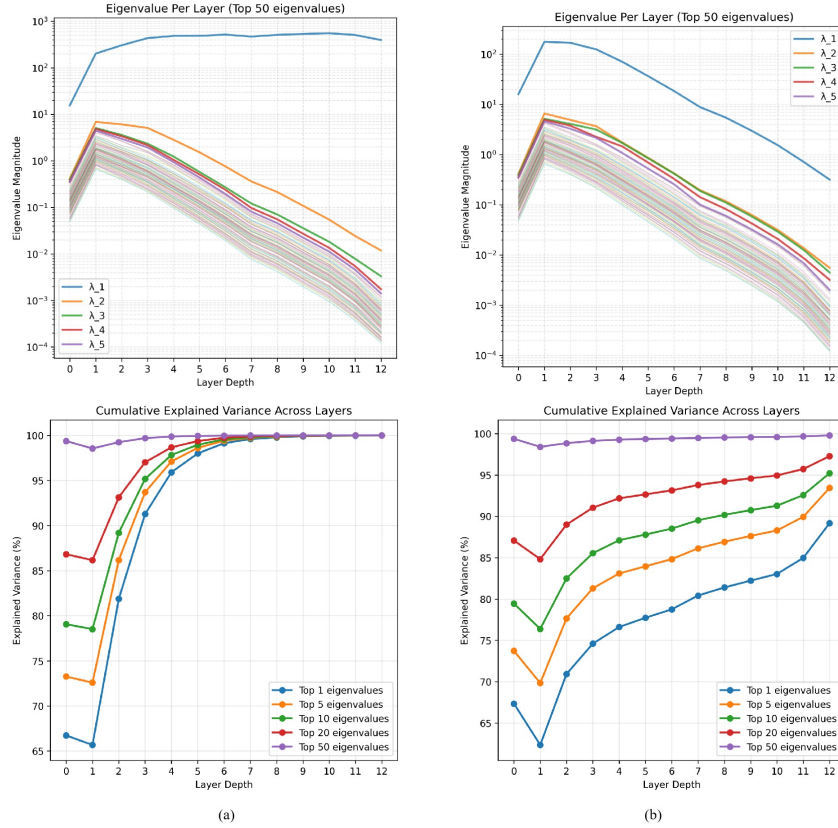 Eigenvalue Per Layer (Top 50 eigenvalues)
Eigenvalue Magnitude
10³
10²
10¹
10⁰
10⁻¹
10⁻²
10⁻³
10⁻⁴
λ_1
λ_2
λ_3
λ_4
λ_5
0 1 2 3 4 5 6 7 8 9 10 11 12
Layer Depth
Eigenvalue Per Layer (Top 50 eigenvalues)
Eigenvalue Magnitude
10²
10¹
10⁰
10⁻¹
10⁻²
10⁻³
10⁻⁴
λ_1
λ_2
λ_3
λ_4
λ_5
0 1 2 3 4 5 6 7 8 9 10 11 12
Layer Depth
Cumulative Explained Variance Across Layers
Explained Variance (%)
100
95
90
85
80
75
70
65
Top 1 eigenvalues
Top 5 eigenvalues
Top 10 eigenvalues
Top 20 eigenvalues
Top 50 eigenvalues
0 1 2 3 4 5 6 7 8 9 10 11 12
Layer Depth
Cumulative Explained Variance Across Layers
Explained Variance (%)
100
95
90
85
80
75
70
65
Top 1 eigenvalues
Top 5 eigenvalues
Top 10 eigenvalues
Top 20 eigenvalues
Top 50 eigenvalues
0 1 2 3 4 5 6 7 8 9 10 11 12
Layer Depth
(a)
(b)